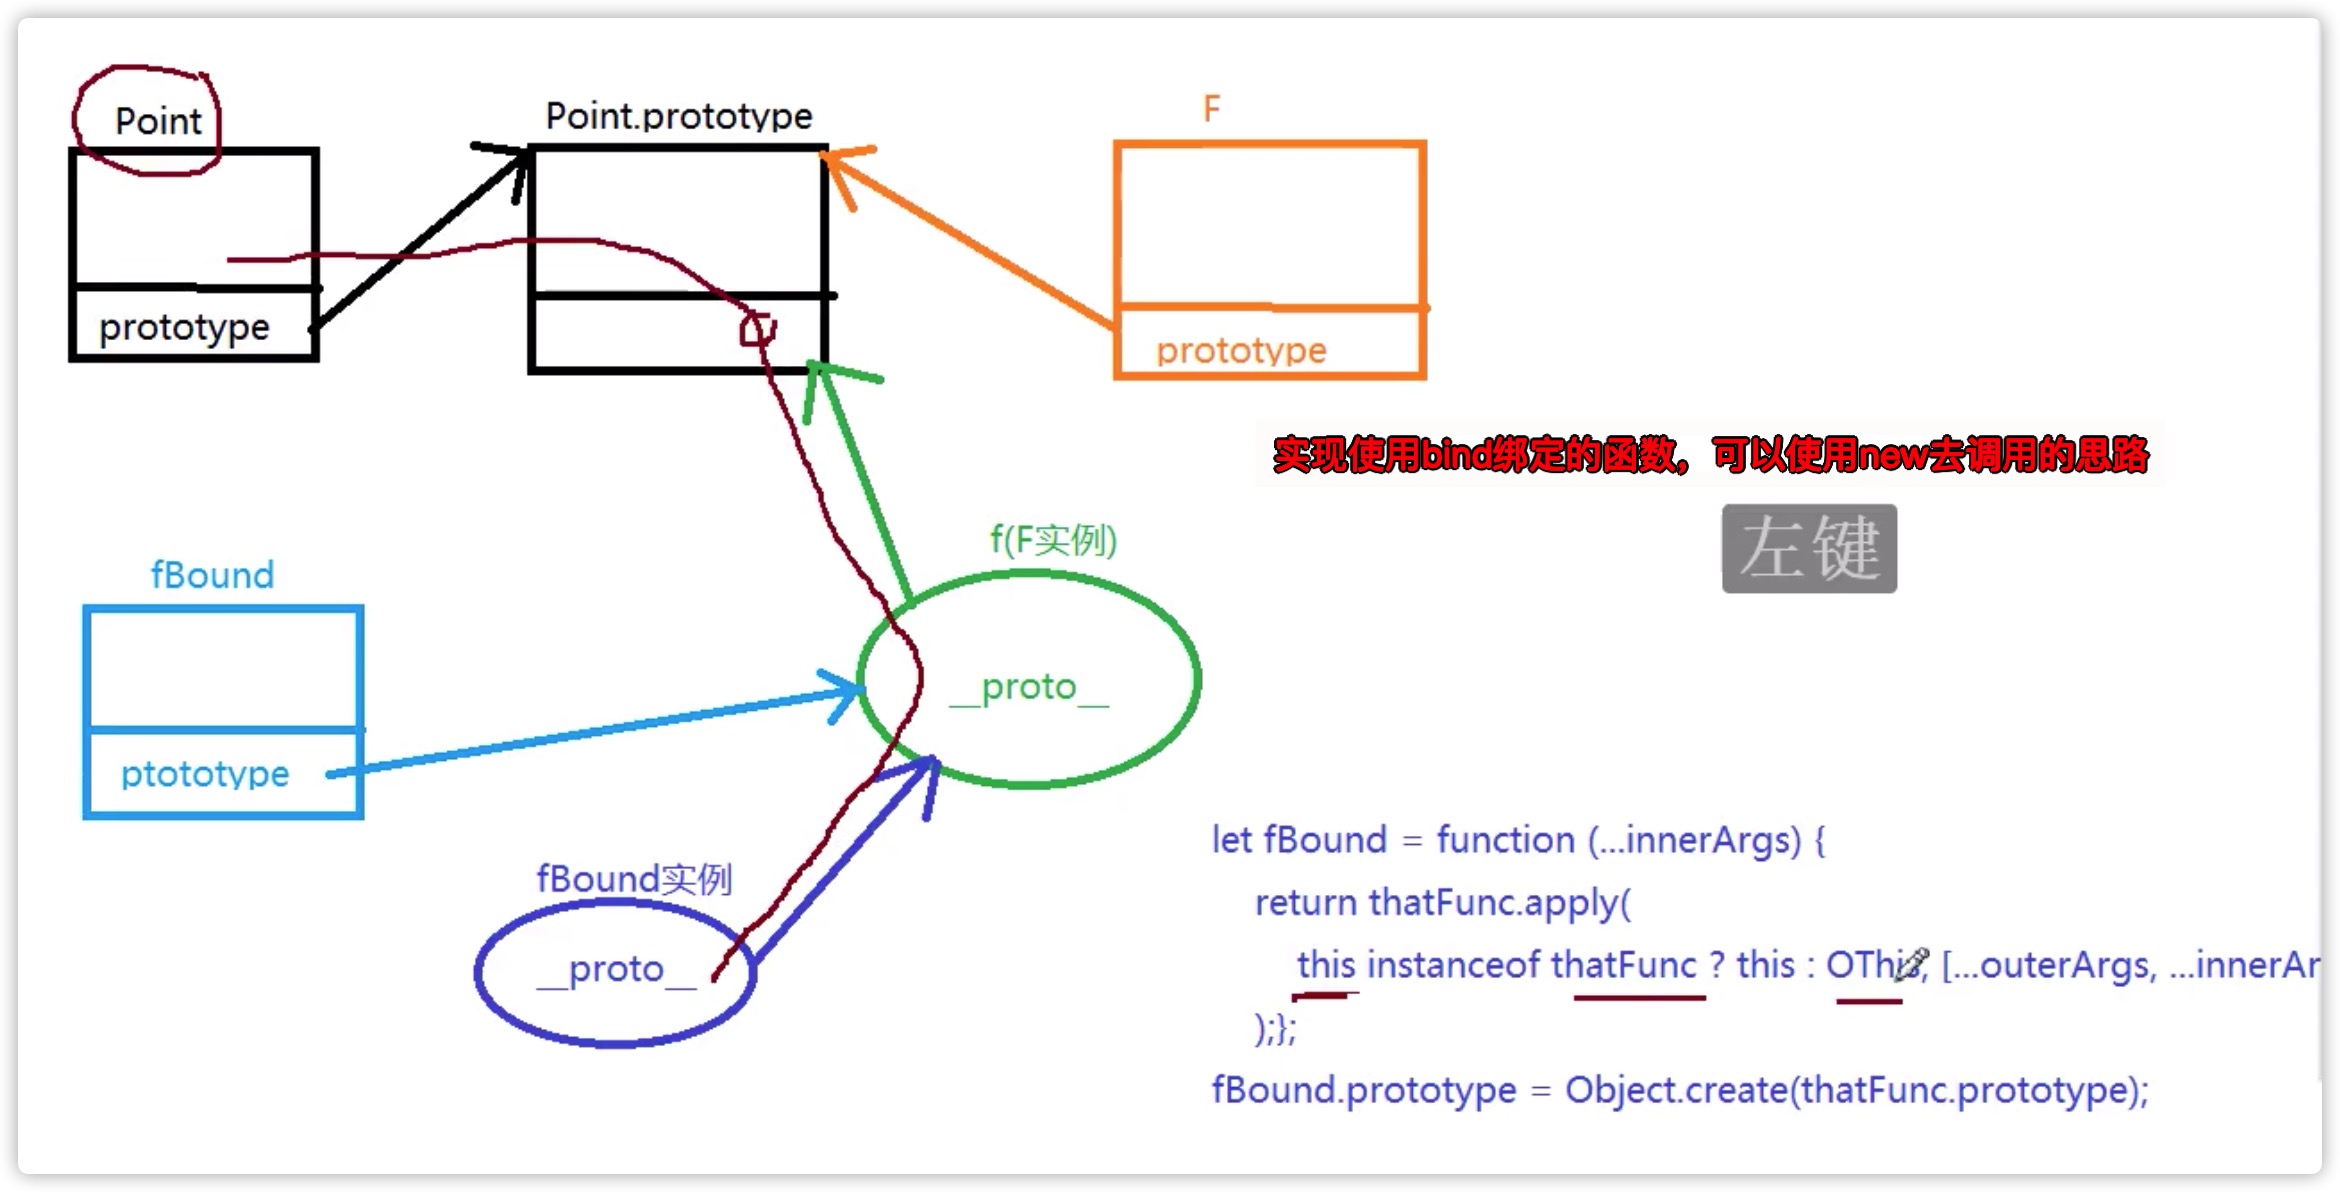 Point
Point.prototype
F
prototype
prototype
实现使用bind绑定的函数，可以使用new去调用的思路
左键
f(F实例)
fBound
__proto__
ptototype
fBound实例
__proto__
let fBound = function (...innerArgs) {
return thatFunc.apply(
this instanceof thatFunc ? this : OThis, [...outerArgs, ...innerAr
);};
fBound.prototype = Object.create(thatFunc.prototype);